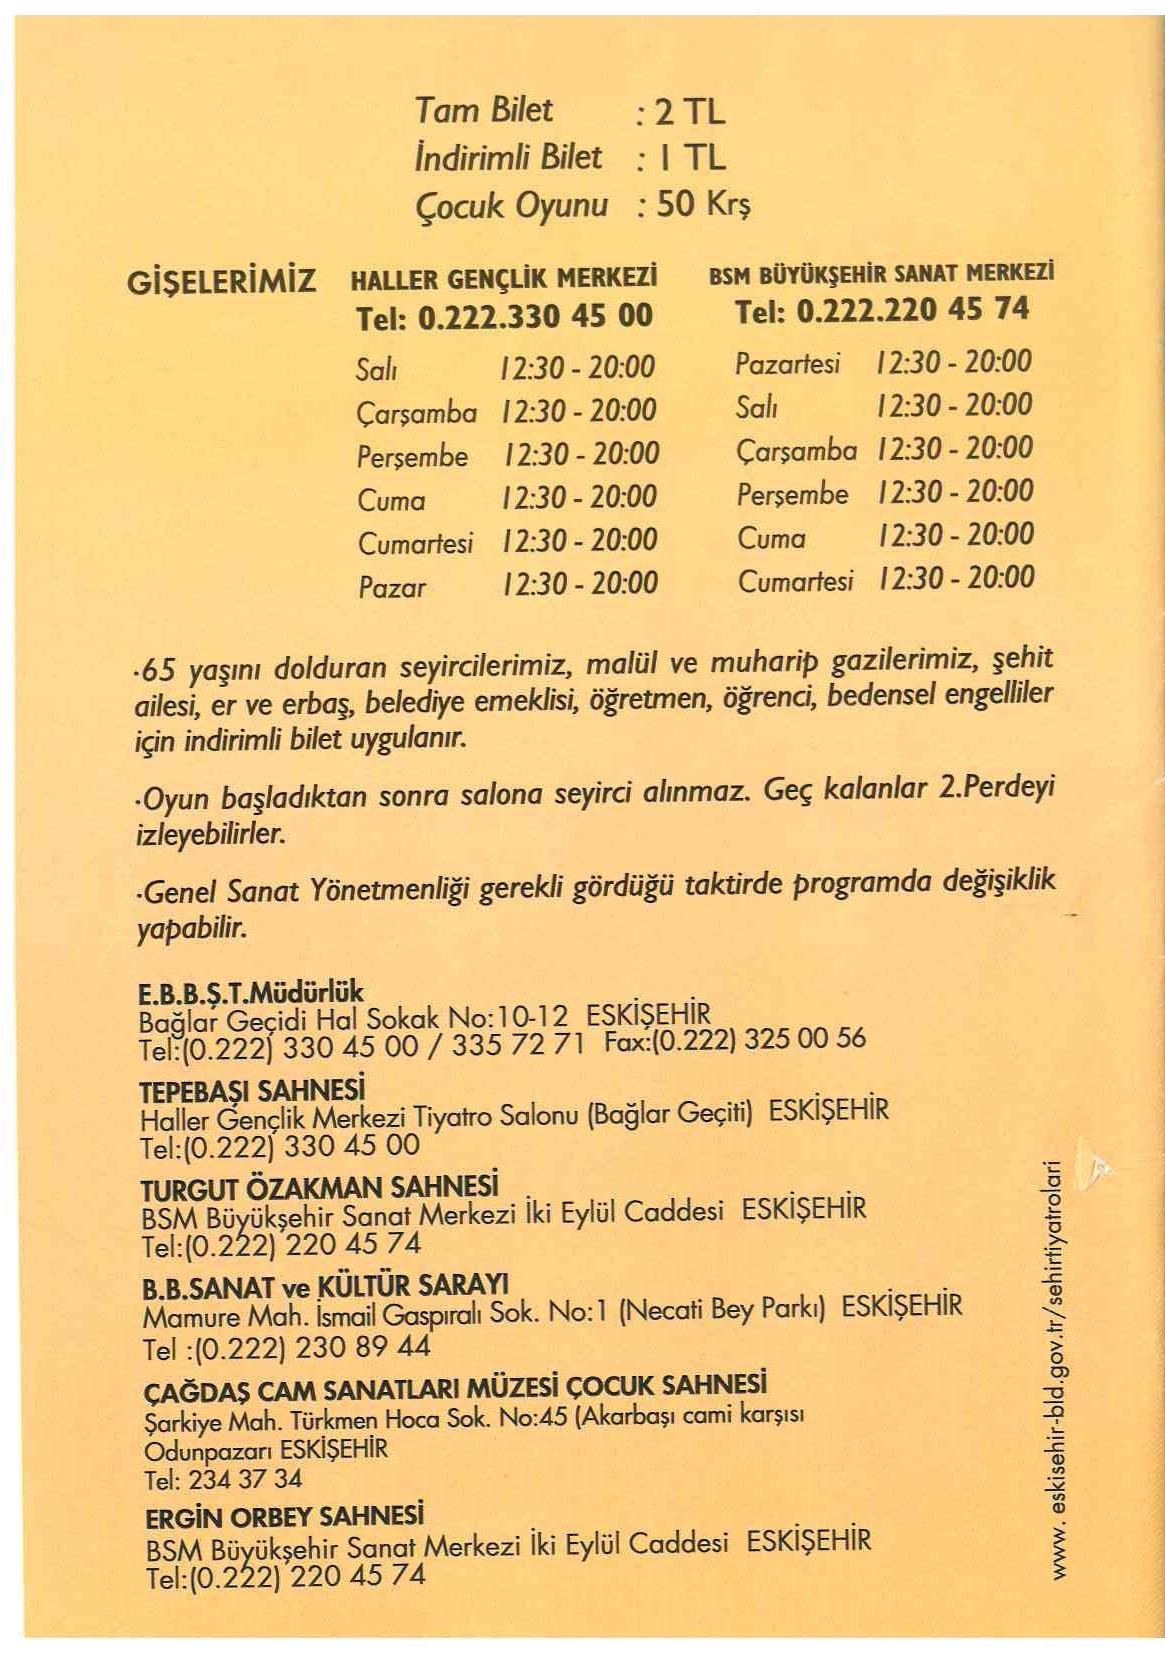 Tam Bilet : 2 TL
İndirimli Bilet : 1 TL
Çocuk Oyunu : 50 Krş
GİŞELERİMİZ
HALLER GENÇLİK MERKEZİ
Tel: 0.222.330 45 00
Salı 12:30 - 20:00
Çarşamba 12:30 - 20:00
Perşembe 12:30 - 20:00
Cuma 12:30 - 20:00
Cumartesi 12:30 - 20:00
Pazar 12:30 - 20:00
BSM BÜYÜKŞEHİR SANAT MERKEZİ
Tel: 0.222.220 45 74
Pazartesi 12:30 - 20:00
Salı 12:30 - 20:00
Çarşamba 12:30 - 20:00
Perşembe 12:30 - 20:00
Cuma 12:30 - 20:00
Cumartesi 12:30 - 20:00
·65 yaşını dolduran seyircilerimiz, malül ve muharip gazilerimiz, şehit
ailesi, er ve erbaş, belediye emeklisi, öğretmen, öğrenci, bedensel engelliler
için indirimli bilet uygulanır.
·Oyun başladıktan sonra salona seyirci alınmaz. Geç kalanlar 2.Perdeyi
izleyebilirler.
·Genel Sanat Yönetmenliği gerekli gördüğü taktirde programda değişiklik
yapabilir.
E.B.B.Ş.T.Müdürlük
Bağlar Geçidi Hal Sokak No:10-12 ESKİŞEHİR
Tel:(0.222) 330 45 00 / 335 72 71 Fax:(0.222) 325 00 56
TEPEBAŞI SAHNESİ
Haller Gençlik Merkezi Tiyatro Salonu (Bağlar Geçiti) ESKİŞEHİR
Tel:(0.222) 330 45 00
TURGUT ÖZAKMAN SAHNESİ
BSM Büyükşehir Sanat Merkezi İki Eylül Caddesi ESKİŞEHİR
Tel:(0.222) 220 45 74
B.B.SANAT ve KÜLTÜR SARAYI
Mamure Mah. İsmail Gaspıralı Sok. No:1 (Necati Bey Parkı) ESKİŞEHİR
Tel :(0.222) 230 89 44
ÇAĞDAŞ CAM SANATLARI MÜZESİ ÇOCUK SAHNESİ
Şarkiye Mah. Türkmen Hoca Sok. No:45 (Akarbaşı cami karşısı
Odunpazarı ESKİŞEHİR
Tel: 234 37 34
ERGİN ORBEY SAHNESİ
BSM Büyükşehir Sanat Merkezi İki Eylül Caddesi ESKİŞEHİR
Tel:(0.222) 220 45 74
www. eskisehir-bld.gov.tr/sehirtiyatrolari